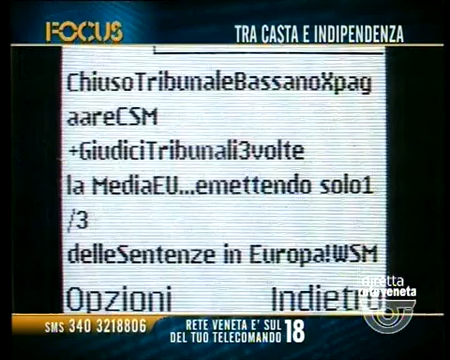 FOCUS
TRA CASTA E INDIPENDENZA
ChiusoTribunaleBassanoXpag
aareCSM
+GiudiciTribunali3volte
la MediaEU...emettendo solo1
/3
delleSentenze in Europa!WSM
Opzioni Indietro
diretta
reteveneta
SMS 340 3218806
RETE VENETA E' SUL
DEL TUO TELECOMANDO 18